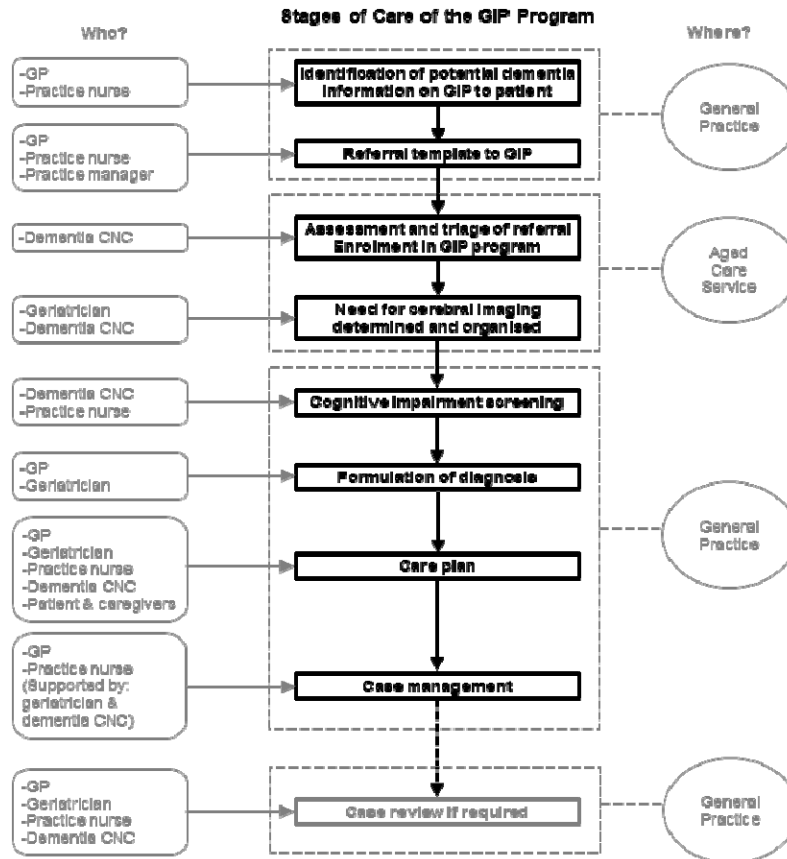 Stages of Care of the GIP Program
Who?
Where?
-GP
-Practice nurse
Identification of potential dementia
Information on GIP to patient
General
Practice
-GP
-Practice nurse
-Practice manager
Referral template to GIP
-Dementia CNC
Assessment and triage of referral
Enrolment in GIP program
Aged
Care
Service
-Geriatrician
-Dementia CNC
Need for cerebral imaging
determined and organised
-Dementia CNC
-Practice nurse
Cognitive impairment screening
-GP
-Geriatrician
Formulation of diagnosis
General
Practice
-GP
-Geriatrician
-Practice nurse
-Dementia CNC
-Patient & caregivers
Care plan
-GP
-Practice nurse
(Supported by:
geriatrician &
dementia CNC)
Case management
-GP
-Geriatrician
-Practice nurse
-Dementia CNC
Case review if required
General
Practice